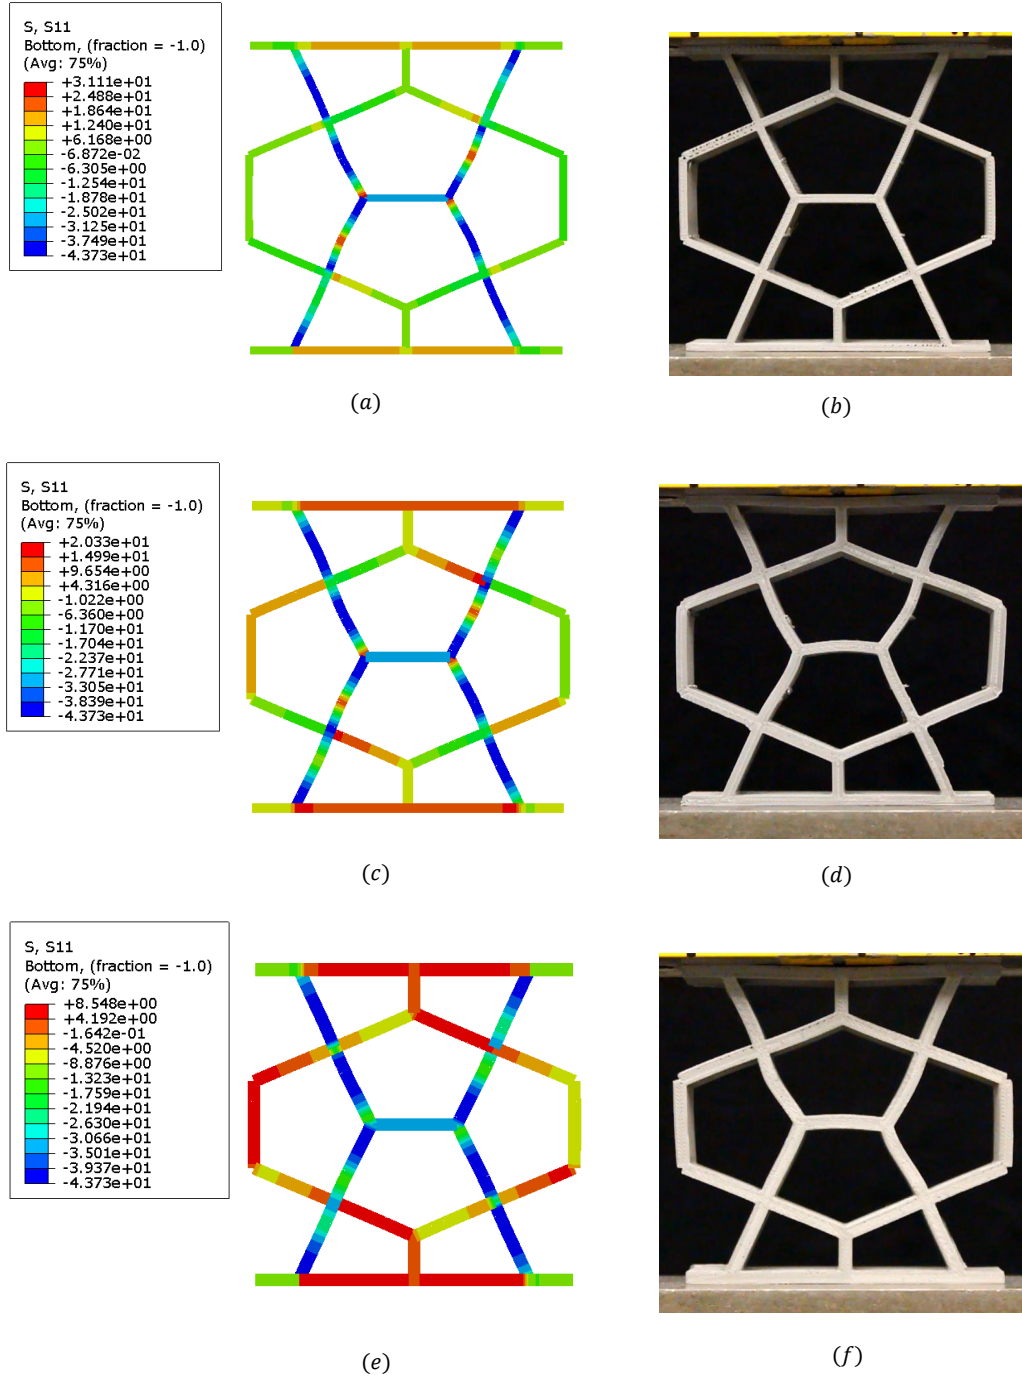 S, S11
Bottom, (fraction = -1.0)
(Avg: 75%)
+3.111e+01
+2.488e+01
+1.864e+01
+1.240e+01
+6.168e+00
-6.872e-02
-6.305e+00
-1.254e+01
-1.878e+01
-2.502e+01
-3.125e+01
-3.749e+01
-4.373e+01
(a)
(b)
S, S11
Bottom, (fraction = -1.0)
(Avg: 75%)
+2.033e+01
+1.499e+01
+9.654e+00
+4.316e+00
-1.022e+00
-6.360e+00
-1.170e+01
-1.704e+01
-2.237e+01
-2.771e+01
-3.305e+01
-3.839e+01
-4.373e+01
(c)
(d)
S, S11
Bottom, (fraction = -1.0)
(Avg: 75%)
+8.548e+00
+4.192e+00
-1.642e-01
-4.520e+00
-8.876e+00
-1.323e+01
-1.759e+01
-2.194e+01
-2.630e+01
-3.066e+01
-3.501e+01
-3.937e+01
-4.373e+01
(e)
(f)